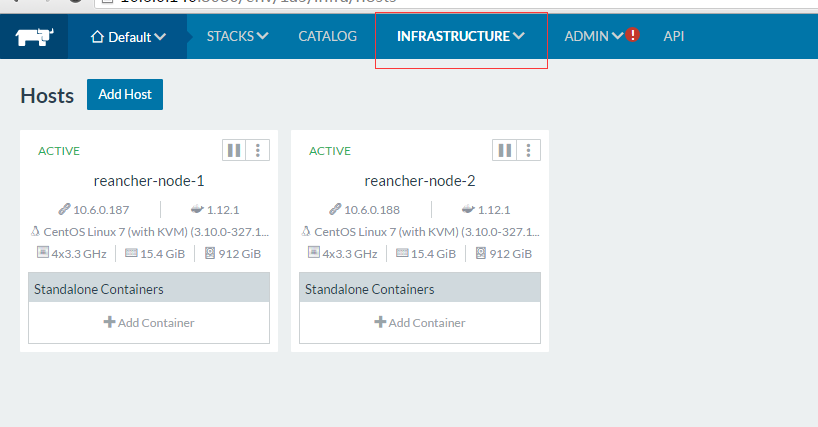 Default STACKS CATALOG INFRASTRUCTURE ADMIN ! API
Hosts Add Host
ACTIVE
reancher-node-1
10.6.0.187 1.12.1
CentOS Linux 7 (with KVM) (3.10.0-327.1...
4x3.3 GHz 15.4 GiB 912 GiB
Standalone Containers
+ Add Container
ACTIVE
reancher-node-2
10.6.0.188 1.12.1
CentOS Linux 7 (with KVM) (3.10.0-327.1...
4x3.3 GHz 15.4 GiB 912 GiB
Standalone Containers
+ Add Container